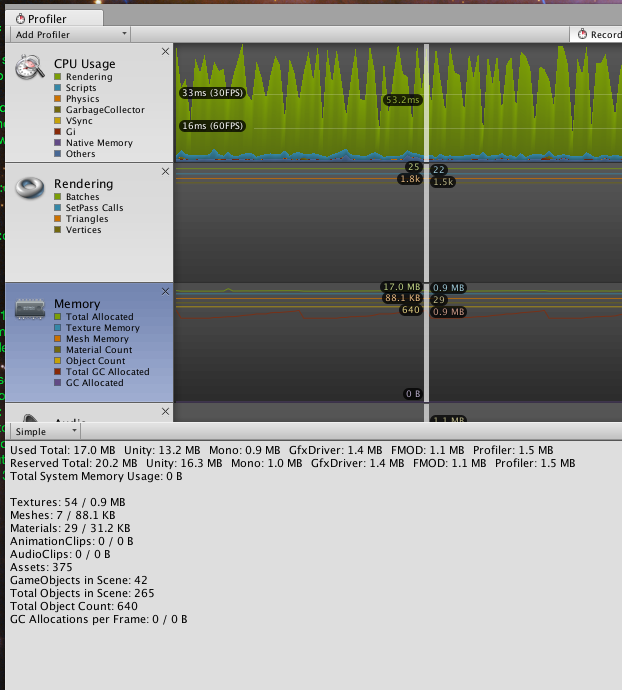 Profiler
Add Profiler
Record
CPU Usage
Rendering
Scripts
Physics
GarbageCollector
VSync
Gi
Native Memory
Others
33ms (30FPS)
53.2ms
16ms (60FPS)
Rendering
Batches
SetPass Calls
Triangles
Vertices
25
22
1.8k
1.5k
Memory
Total Allocated
Texture Memory
Mesh Memory
Material Count
Object Count
Total GC Allocated
GC Allocated
17.0 MB
0.9 MB
88.1 KB
29
640
0.9 MB
0 B
1.1 MB
Simple
Used Total: 17.0 MB   Unity: 13.2 MB   Mono: 0.9 MB   GfxDriver: 1.4 MB   FMOD: 1.1 MB   Profiler: 1.5 MB
Reserved Total: 20.2 MB   Unity: 16.3 MB   Mono: 1.0 MB   GfxDriver: 1.4 MB   FMOD: 1.1 MB   Profiler: 1.5 MB
Total System Memory Usage: 0 B
Textures: 54 / 0.9 MB
Meshes: 7 / 88.1 KB
Materials: 29 / 31.2 KB
AnimationClips: 0 / 0 B
AudioClips: 0 / 0 B
Assets: 375
GameObjects in Scene: 42
Total Objects in Scene: 265
Total Object Count: 640
GC Allocations per Frame: 0 / 0 B